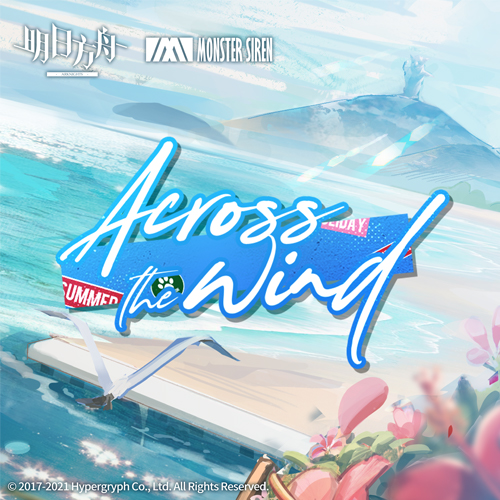 明日方舟
MONSTER SIREN
Across
the Wind
SUMMER
LIDAY
© 2017-2021 Hypergryph Co., Ltd. All Rights Reserved.